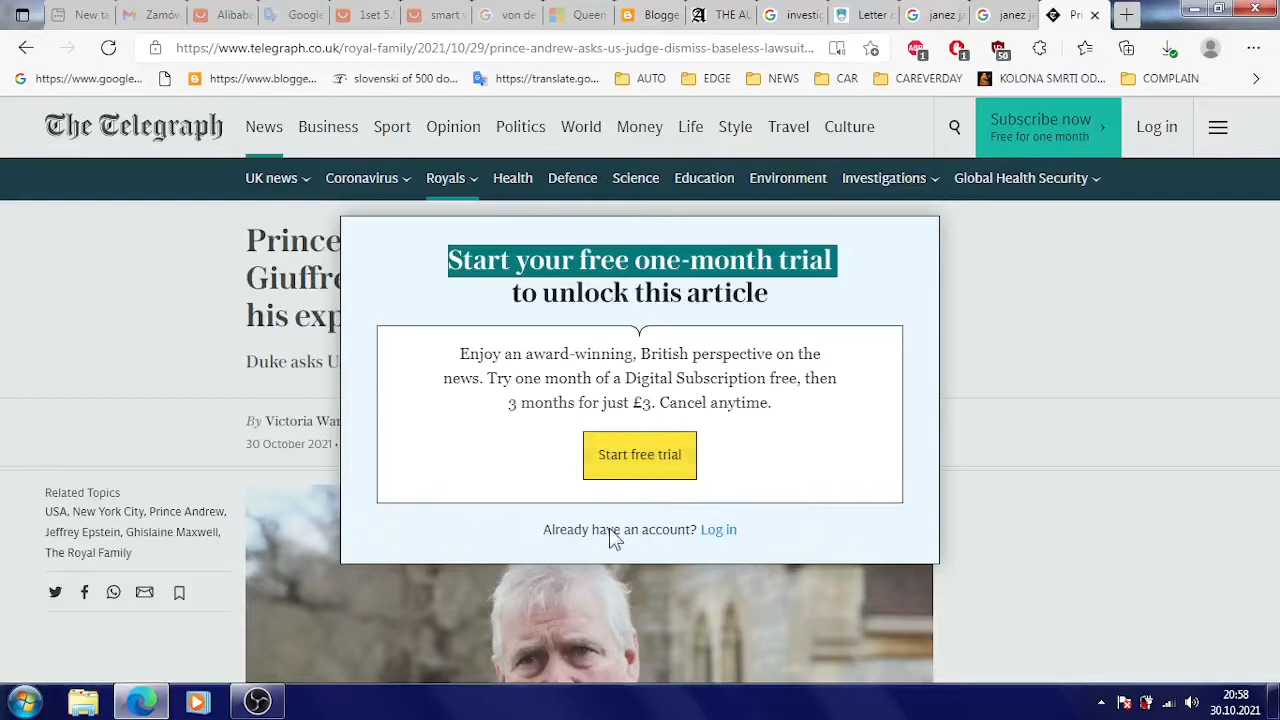 New ta
Zamów
Alibab
Google
1set 5.
smart
von de
Queen
Blogge
THE AU
investig
Letter c
janez j
janez j
Pr
https://www.telegraph.co.uk/royal-family/2021/10/29/prince-andrew-asks-us-judge-dismiss-baseless-lawsuit...
1
1
50
https://www.google...
https://www.blogge...
slovenski of 500 do...
https://translate.go...
AUTO
EDGE
NEWS
CAR
CAREVERDAY
KOLONA SMRTI OD...
COMPLAIN
The Telegraph
News
Business
Sport
Opinion
Politics
World
Money
Life
Style
Travel
Culture
Subscribe now
Free for one month
Log in
UK news
Coronavirus
Royals
Health
Defence
Science
Education
Environment
Investigations
Global Health Security
Prince
Giuffre
his exp
Duke asks U
By Victoria War
30 October 2021 •
Start your free one-month trial
to unlock this article
Enjoy an award-winning, British perspective on the
news. Try one month of a Digital Subscription free, then
3 months for just £3. Cancel anytime.
Start free trial
Already have an account? Log in
Related Topics
USA, New York City, Prince Andrew,
Jeffrey Epstein, Ghislaine Maxwell,
The Royal Family
20:58
30.10.2021